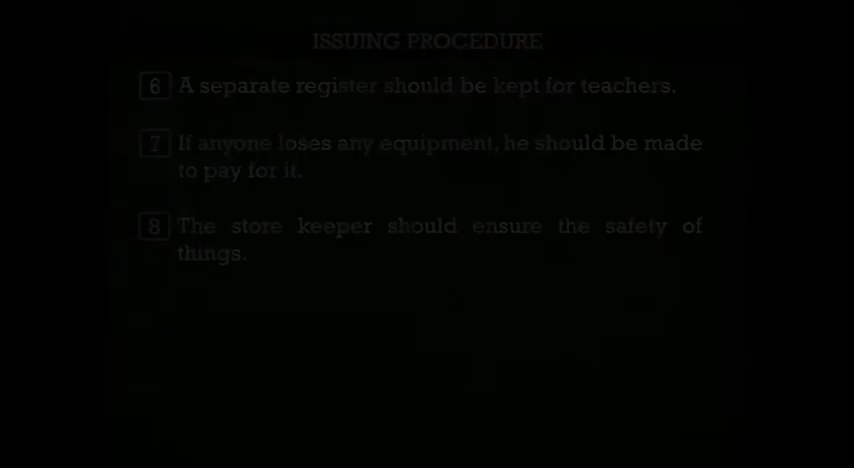 ISSUING PROCEDURE
6 A separate register should be kept for teachers.
7 If anyone loses any equipment, he should be made
to pay for it.
8 The store keeper should ensure the safety of
things.